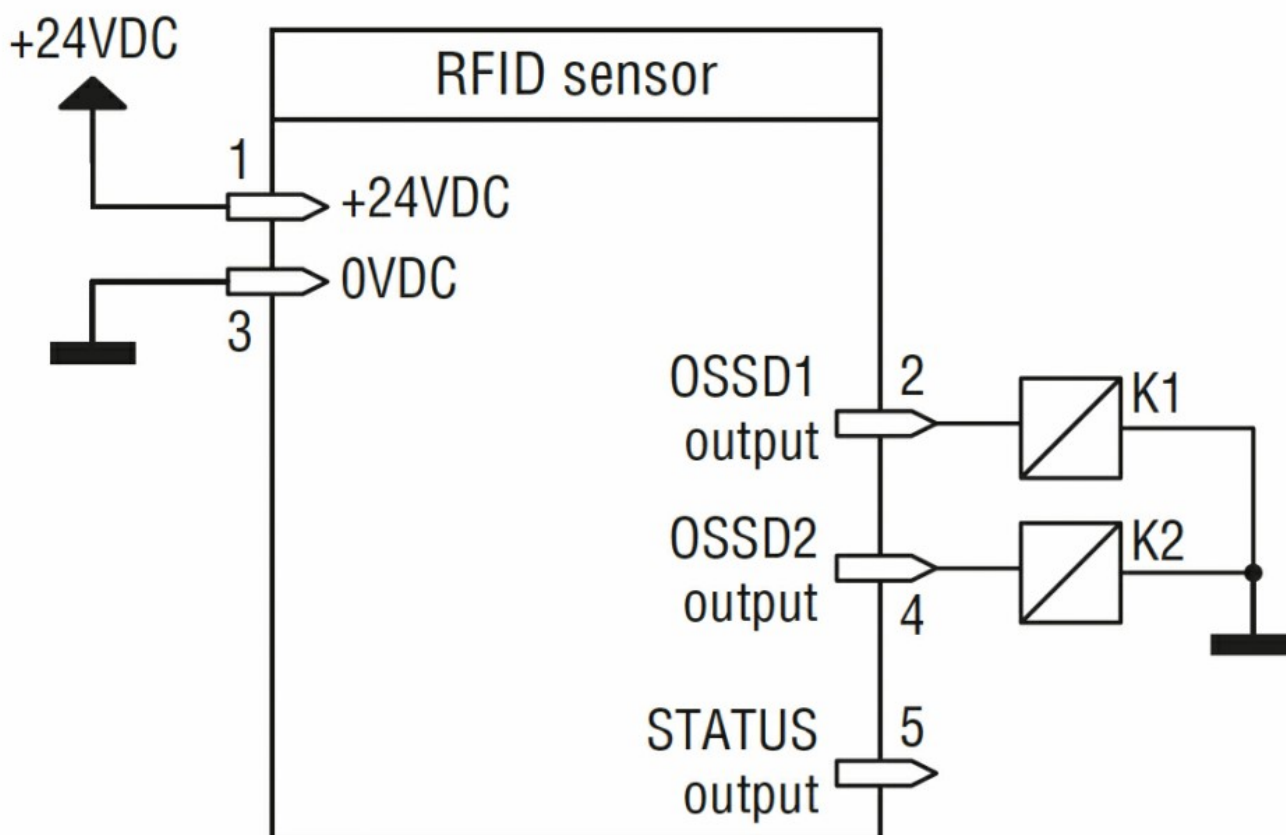 +24VDC
RFID sensor
1
+24VDC
0VDC
3
OSSD1
output
2
K1
OSSD2
output
4
K2
STATUS
output
5